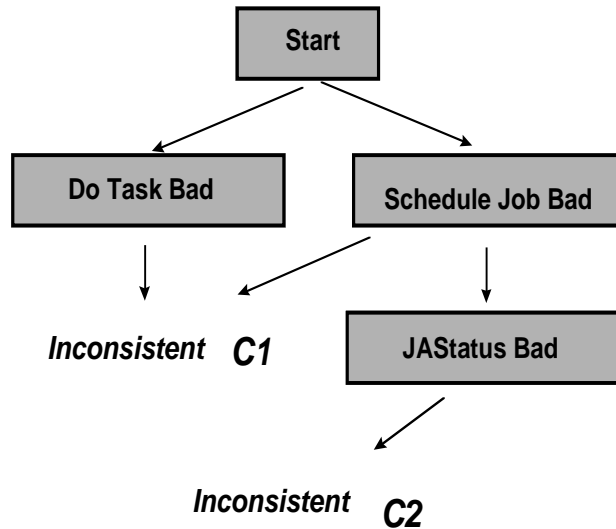 Start
Do Task Bad
Schedule Job Bad
Inconsistent C1
JAStatus Bad
Inconsistent C2